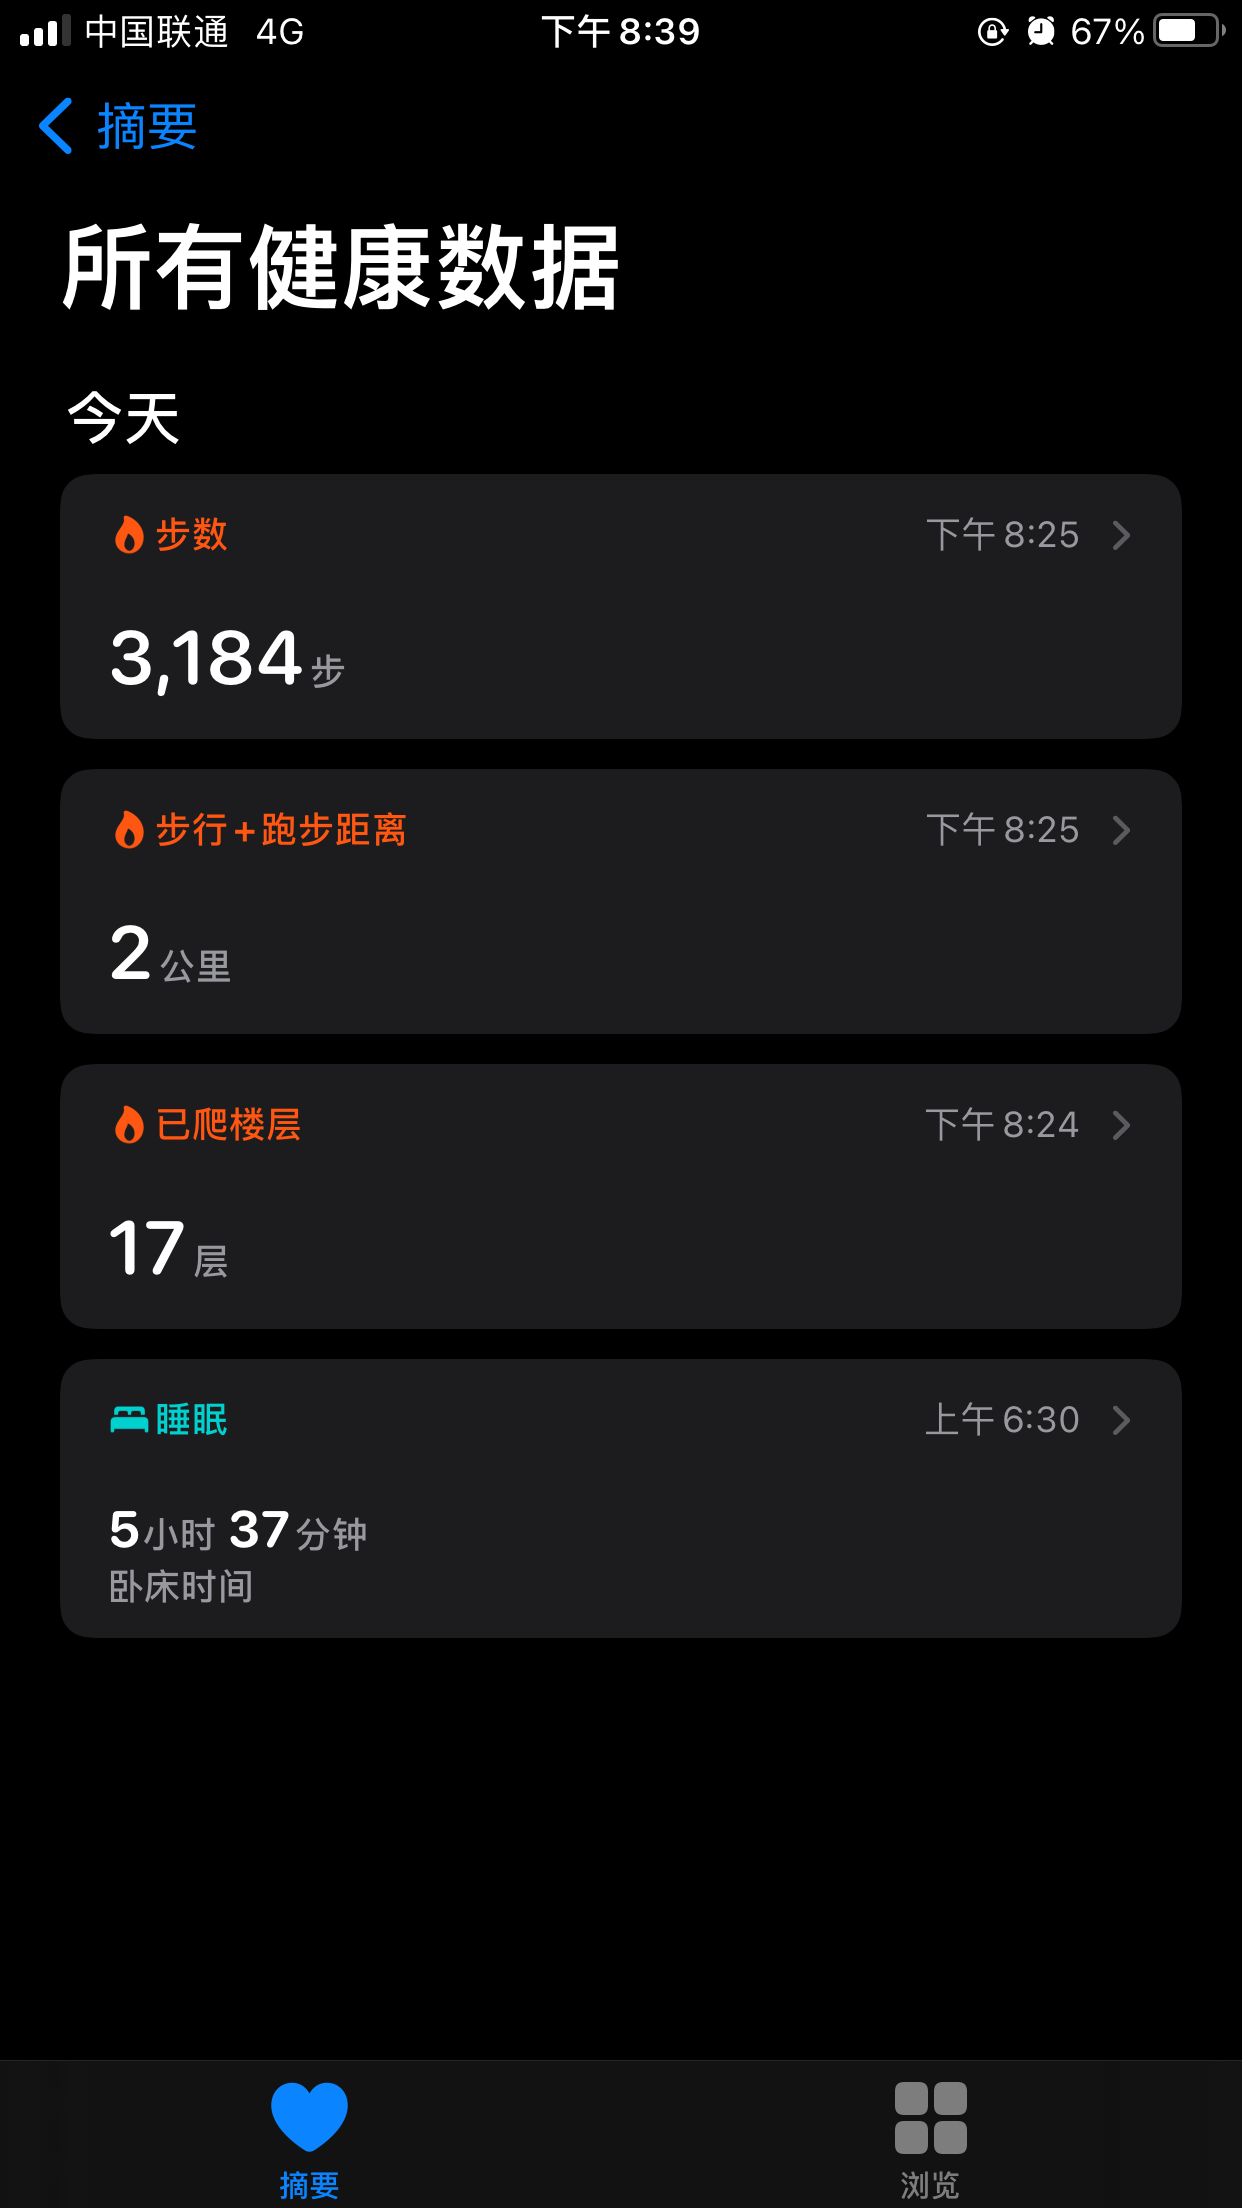 中国联通 4G 下午 8:39 67%
摘要
所有健康数据
今天
步数 下午 8:25
3,184 步
步行+跑步距离 下午 8:25
2 公里
已爬楼层 下午 8:24
17 层
睡眠 上午 6:30
5小时 37分钟
卧床时间
摘要 浏览